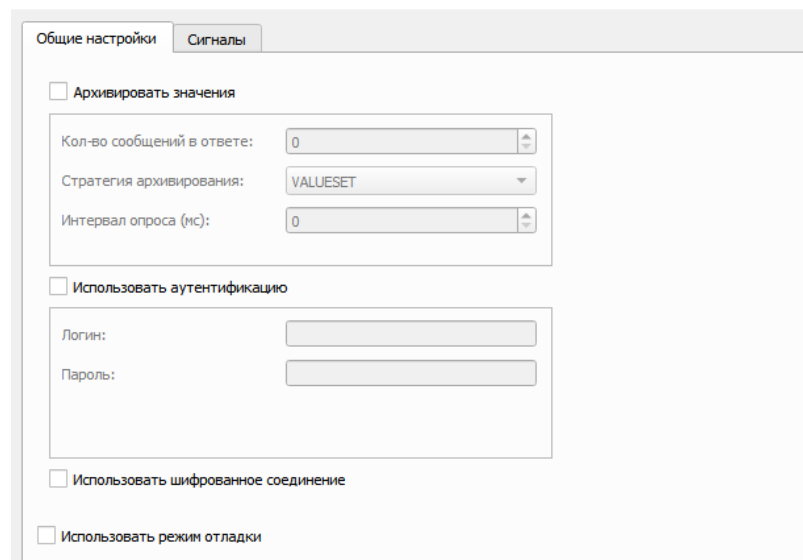 Общие настройки
Сигналы
Архивировать значения
Кол-во сообщений в ответе: 0
Стратегия архивирования: VALUESET
Интервал опроса (мс): 0
Использовать аутентификацию
Логин:
Пароль:
Использовать шифрованное соединение
Использовать режим отладки